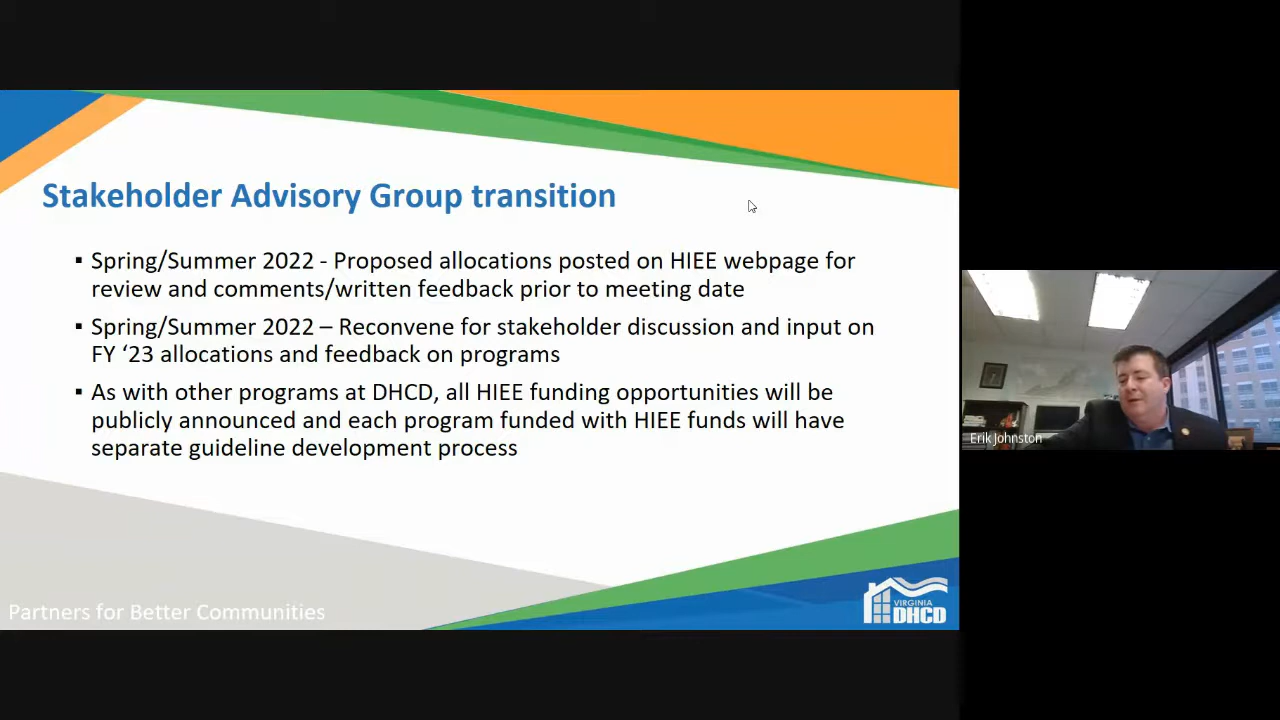 Stakeholder Advisory Group transition
▪ Spring/Summer 2022 - Proposed allocations posted on HIEE webpage for
review and comments/written feedback prior to meeting date
▪ Spring/Summer 2022 – Reconvene for stakeholder discussion and input on
FY ‘23 allocations and feedback on programs
▪ As with other programs at DHCD, all HIEE funding opportunities will be
publicly announced and each program funded with HIEE funds will have
separate guideline development process
Partners for Better Communities
VIRGINIA
DHCD
Erik Johnston